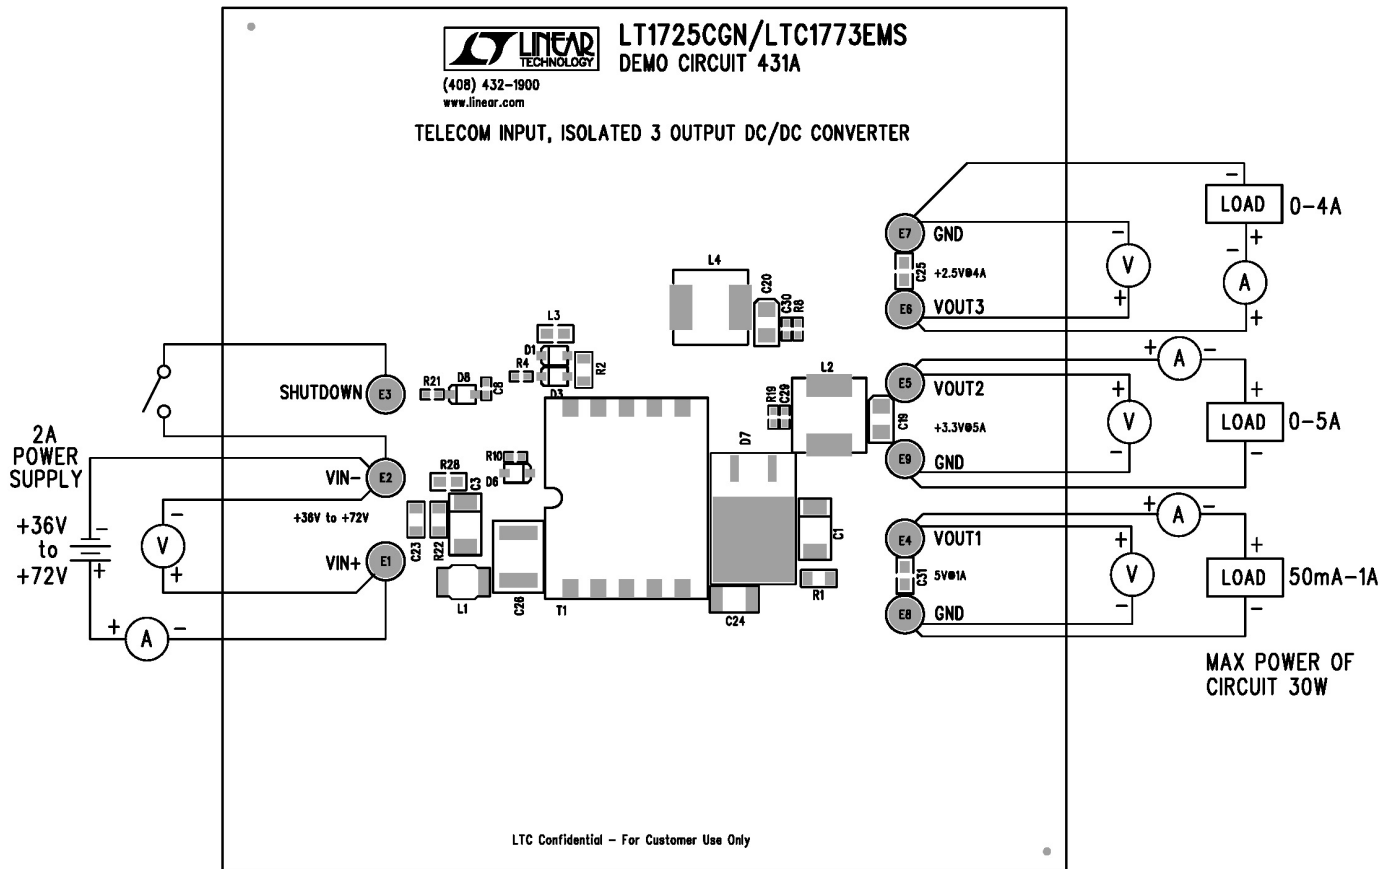 LINEAR
TECHNOLOGY
LT1725CGN/LTC1773EMS
DEMO CIRCUIT 431A
(408) 432-1900
www.linear.com
TELECOM INPUT, ISOLATED 3 OUTPUT DC/DC CONVERTER
-
LOAD 0-4A
+
E7 GND
-
V
+
-
A
+
C25
+2.5V@4A
E6 VOUT3
L4
C20
C30
R8
L3
D1
R4
R2
D3
+ A -
E5 VOUT2
+
V
-
+
LOAD 0-5A
-
+3.3V@5A
E9 GND
L2
R19
C29
C19
SHUTDOWN E3
R21
D8
C8
2A
POWER
SUPPLY
VIN- E2
+36V to +72V
+36V
to
+72V
-
+
-
V
+
VIN+ E1
+ A -
R28
C3
R10
D6
C23
R22
L1
C26
T1
D7
C1
R1
C24
+ A -
E4 VOUT1
+
V
-
+
LOAD 50mA-1A
-
C31
5V@1A
E8 GND
MAX POWER OF
CIRCUIT 30W
LTC Confidential - For Customer Use Only